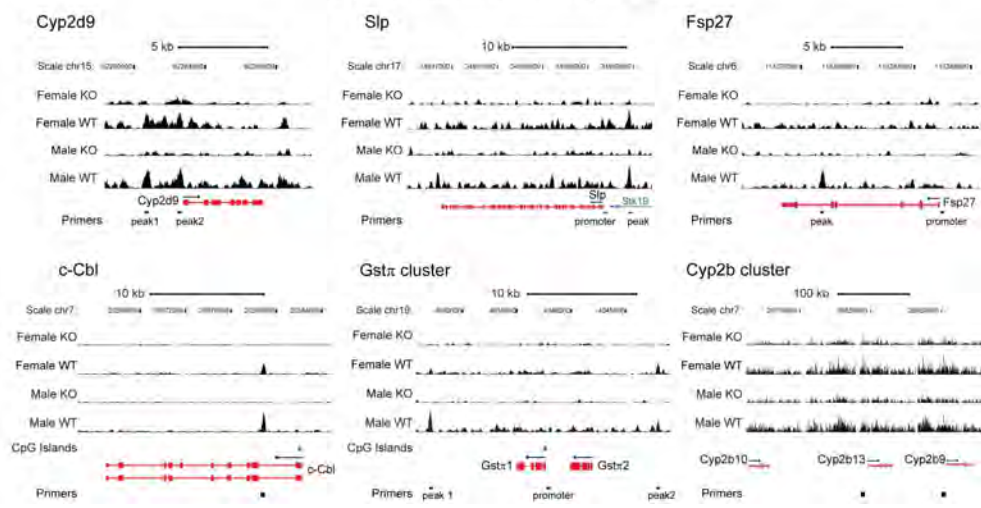 Cyp2d9
5 kb
Scale chr15:
Female KO
Female WT
Male KO
Male WT
Cyp2d9
Primers
peak1 peak2
Slp
10 kb
Scale chr17:
Female KO
Female WT
Male KO
Male WT
Slp
Stk19
Primers
promoter peak
Fsp27
5 kb
Scale chr6:
Female KO
Female WT
Male KO
Male WT
Fsp27
Primers
peak promoter
c-Cbl
10 kb
Scale chr7:
Female KO
Female WT
Male KO
Male WT
CpG Islands
c-Cbl
Primers
Gstπ cluster
10 kb
Scale chr19:
Female KO
Female WT
Male KO
Male WT
CpG Islands
Gstπ1 Gstπ2
Primers
peak 1 promoter peak2
Cyp2b cluster
100 kb
Scale chr7:
Female KO
Female WT
Male KO
Male WT
Cyp2b10 Cyp2b13 Cyp2b9
Primers